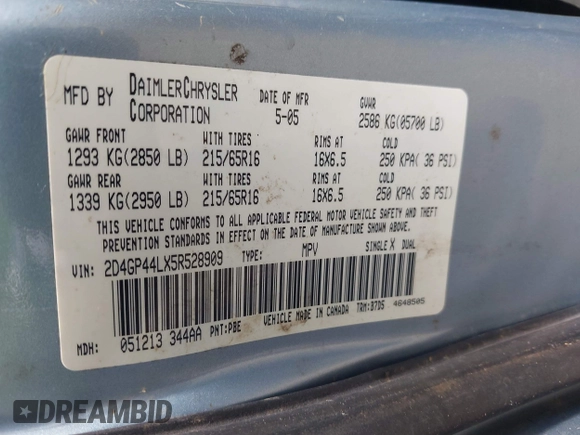 MFD BY DAIMLERCHRYSLER CORPORATION DATE OF MFR 5-05 GVWR 2586 KG(05700 LB)
GAWR FRONT WITH TIRES RIMS AT COLD
1293 KG(2850 LB) 215/65R16 16X6.5 250 KPA( 36 PSI)
GAWR REAR WITH TIRES RIMS AT COLD
1339 KG(2950 LB) 215/65R16 16X6.5 250 KPA( 36 PSI)
THIS VEHICLE CONFORMS TO ALL APPLICABLE FEDERAL MOTOR VEHICLE SAFETY AND THEFT
PREVENTION STANDARDS IN EFFECT ON THE DATE OF MANUFACTURE SHOWN ABOVE.
VIN: 2D4GP44LX5R528909 TYPE: MPV SINGLE X DUAL
MDH: 051213 344AA PNT:PBE VEHICLE MADE IN CANADA TRM:B7D5 4648505
DREAMBID